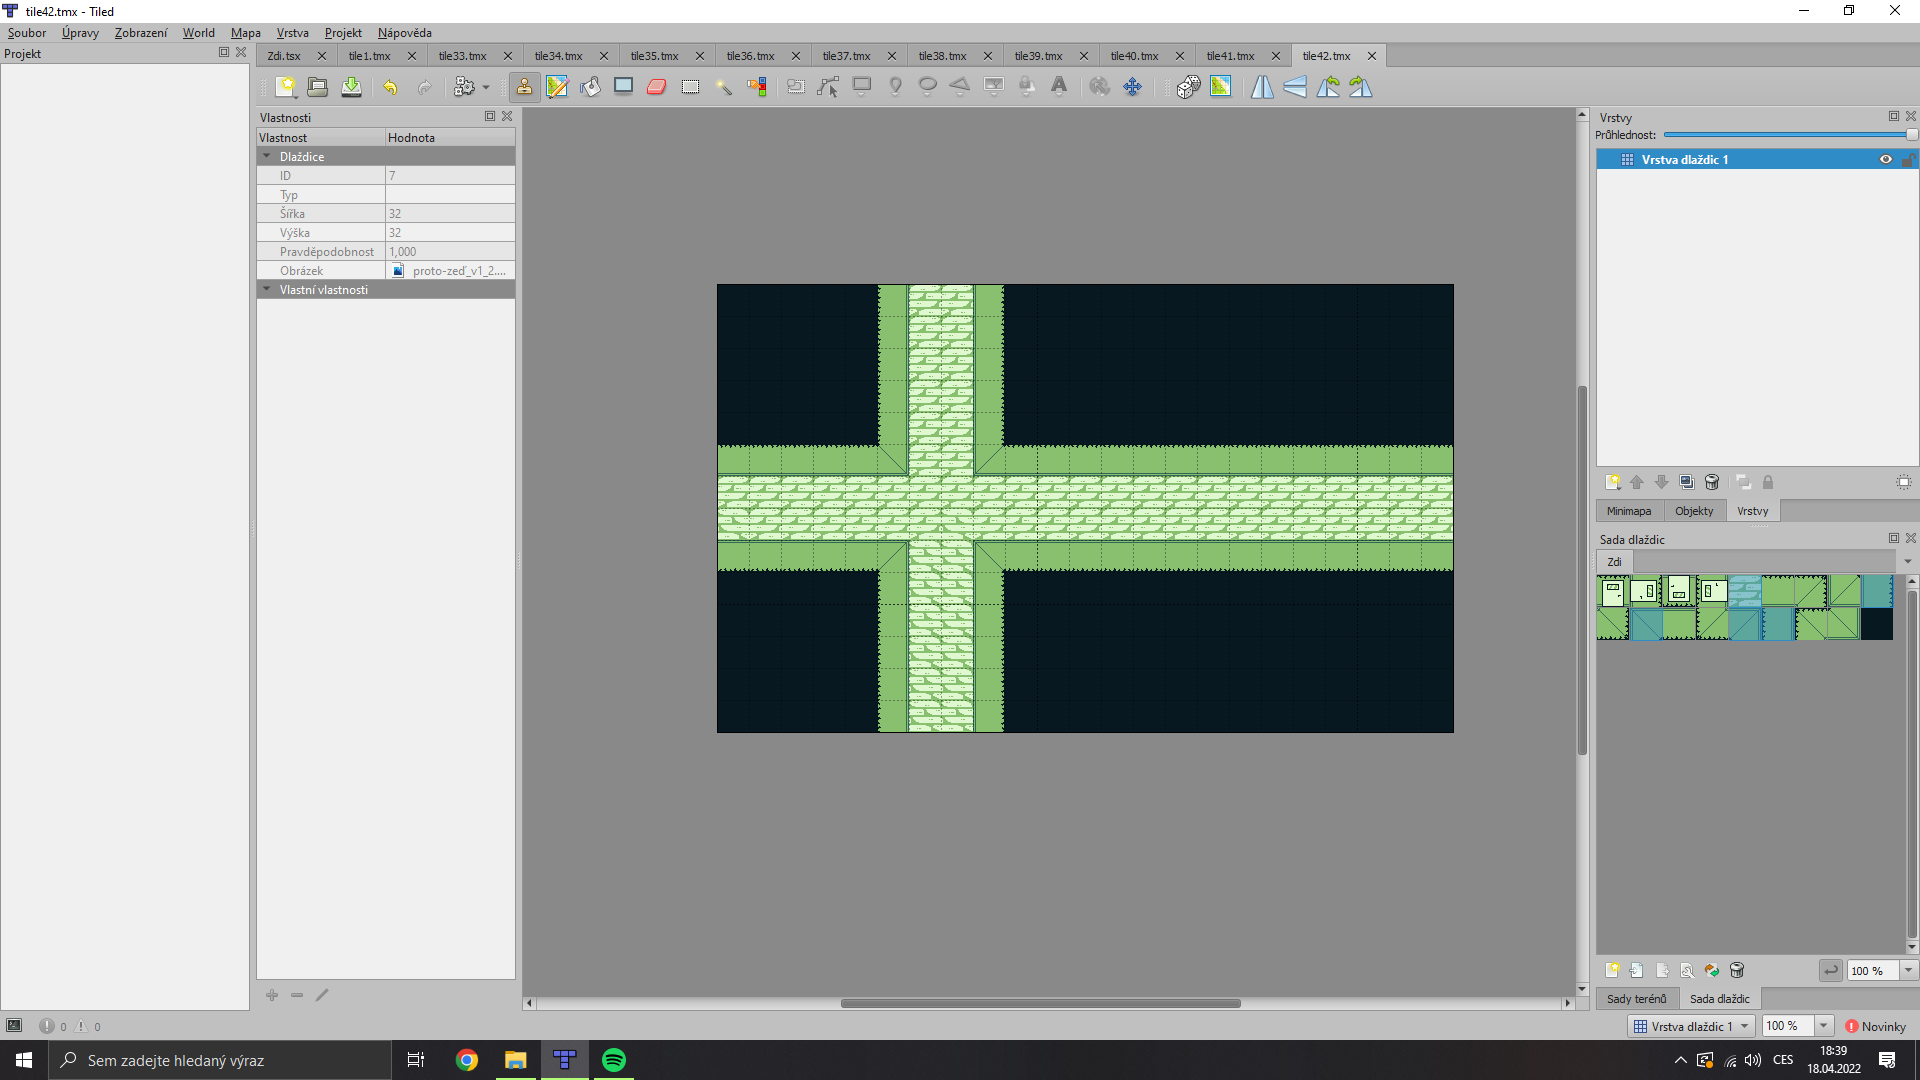 tile42.tmx - Tiled
Soubor Úpravy Zobrazení World Mapa Vrstva Projekt Nápověda
Projekt
Zdi.tsx tile1.tmx tile33.tmx tile34.tmx tile35.tmx tile36.tmx tile37.tmx tile38.tmx tile39.tmx tile40.tmx tile41.tmx tile42.tmx
Vlastnosti
Vlastnost Hodnota
Dlaždice
ID 7
Typ
Šířka 32
Výška 32
Pravděpodobnost 1,000
Obrázek proto-zeď_v1_2....
Vlastní vlastnosti
Vrstvy
Průhlednost:
Vrstva dlaždic 1
Minimapa Objekty Vrstvy
Sada dlaždic
Zdi
100 %
Sady terénů Sada dlaždic
0 0
Vrstva dlaždic 1 100 % Novinky
Sem zadejte hledaný výraz
CES
18:39
18.04.2022